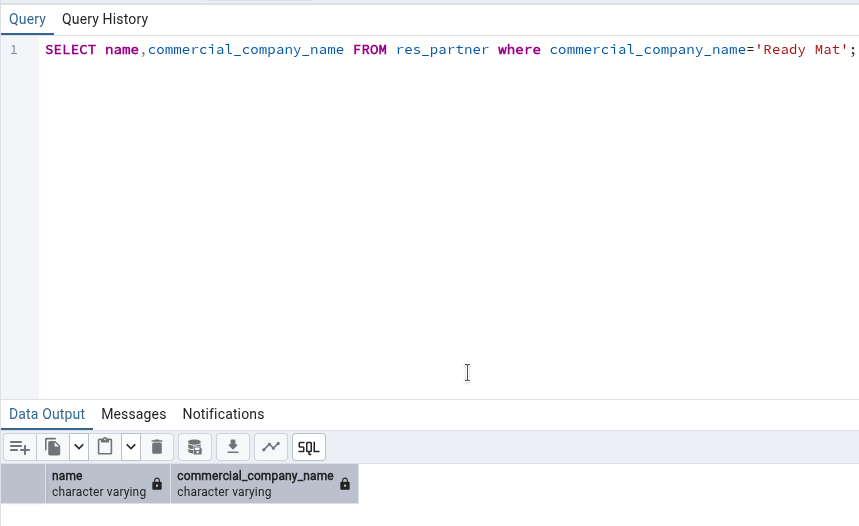 Query Query History
1 SELECT name,commercial_company_name FROM res_partner where commercial_company_name='Ready Mat';
Data Output Messages Notifications
SQL
name commercial_company_name
character varying character varying